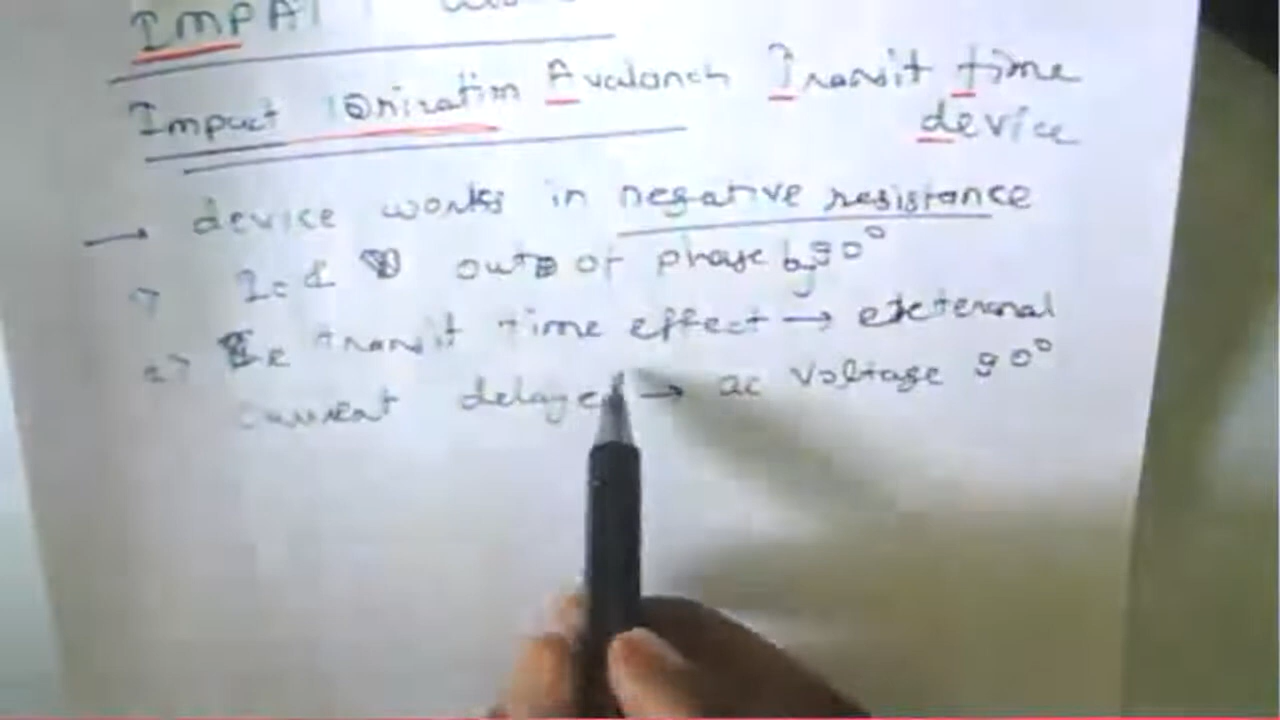 IMPAT
Impact Ionization Avalanch Transit time
device
→ device works in negative resistance
out of phase by 90°
2> transit time effect → external
current delayed → ac voltage 90°